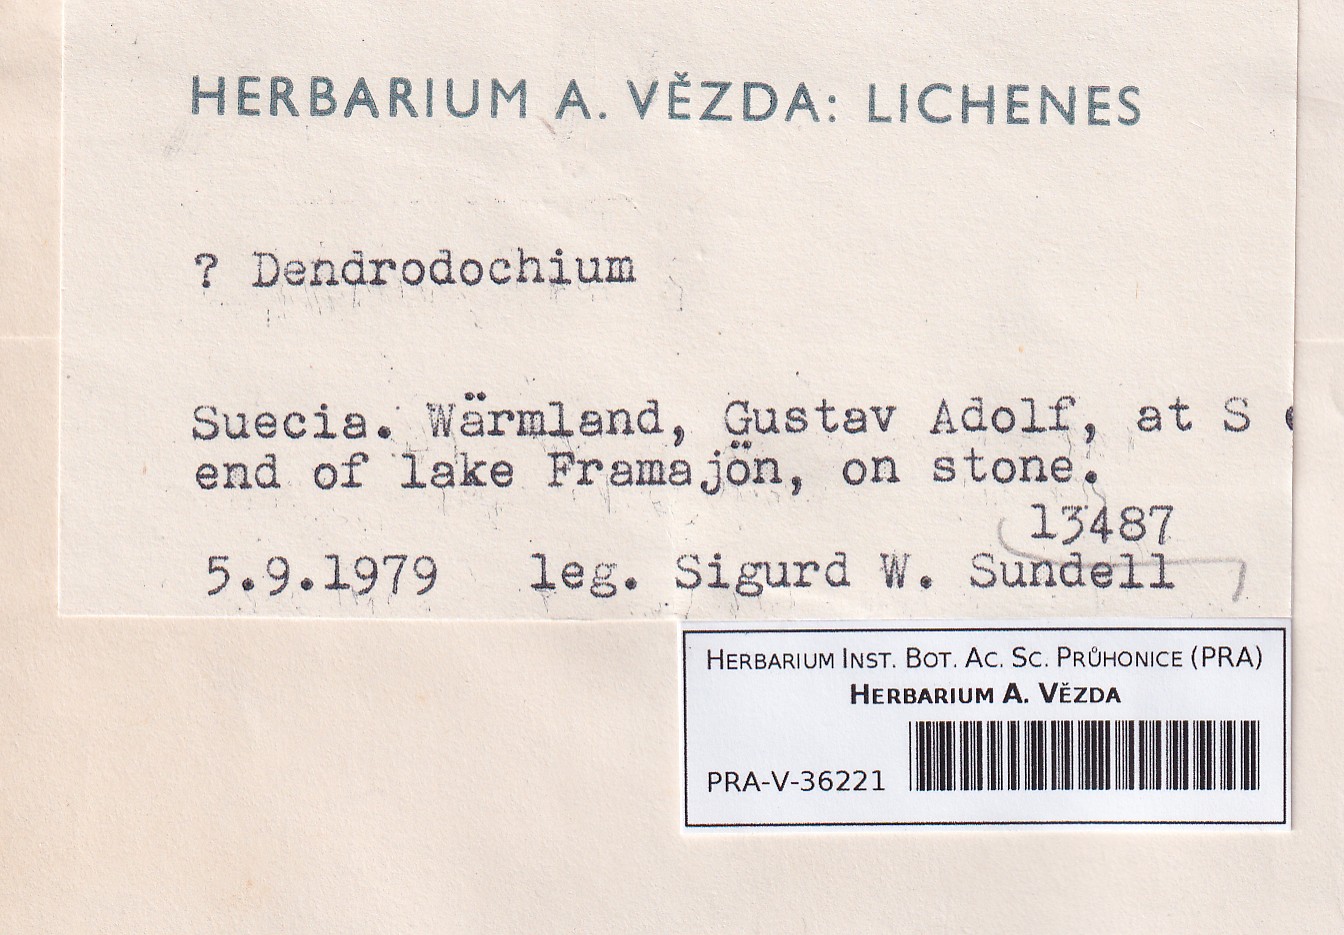 HERBARIUM A. VĚZDA: LICHENES
? Dendrodochium
Suecia. Wärmland, Gustav Adolf, at S e
end of lake Framajön, on stone.
13487
5.9.1979 leg. Sigurd W. Sundell
HERBARIUM INST. BOT. AC. SC. PRŮHONICE (PRA)
HERBARIUM A. VĚZDA
PRA-V-36221